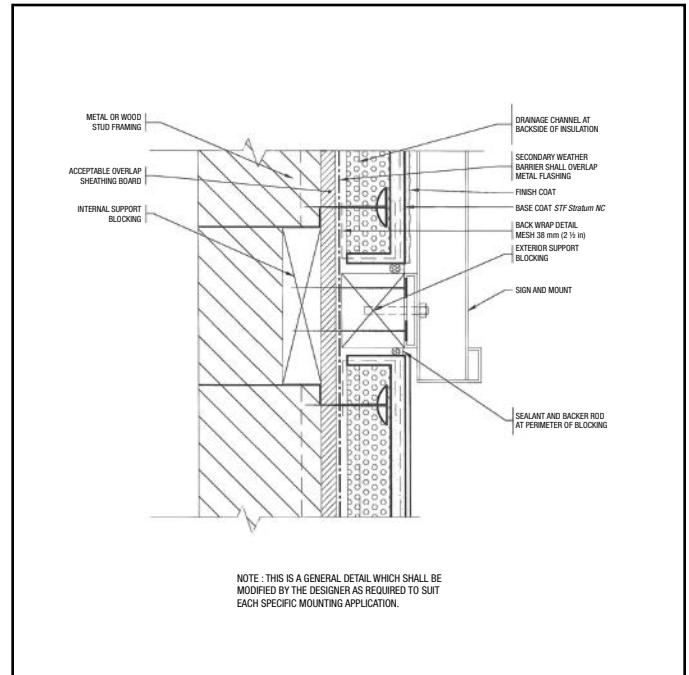 METAL OR WOOD
STUD FRAMING
ACCEPTABLE OVERLAP
SHEATHING BOARD
INTERNAL SUPPORT
BLOCKING
DRAINAGE CHANNEL AT
BACKSIDE OF INSULATION
SECONDARY WEATHER
BARRIER SHALL OVERLAP
METAL FLASHING
FINISH COAT
BASE COAT STF Stratum NC
BACK WRAP DETAIL
MESH 38 mm (2 ½ in)
EXTERIOR SUPPORT
BLOCKING
SIGN AND MOUNT
SEALANT AND BACKER ROD
AT PERIMETER OF BLOCKING
NOTE : THIS IS A GENERAL DETAIL WHICH SHALL BE
MODIFIED BY THE DESIGNER AS REQUIRED TO SUIT
EACH SPECIFIC MOUNTING APPLICATION.